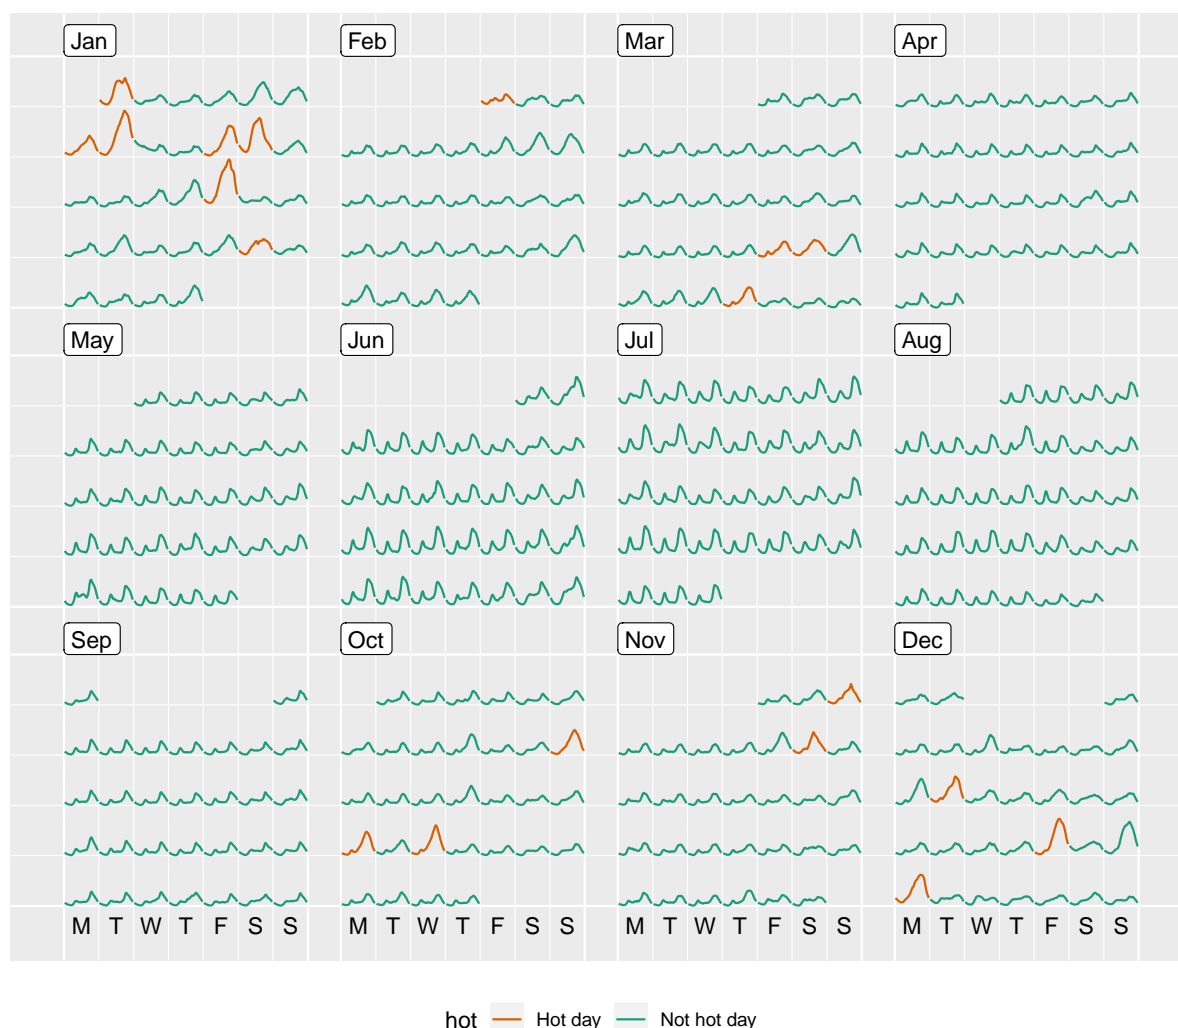 Jan Feb Mar Apr
May Jun Jul Aug
Sep Oct Nov Dec
M T W T F S S M T W T F S S M T W T F S S M T W T F S S
hot Hot day Not hot day